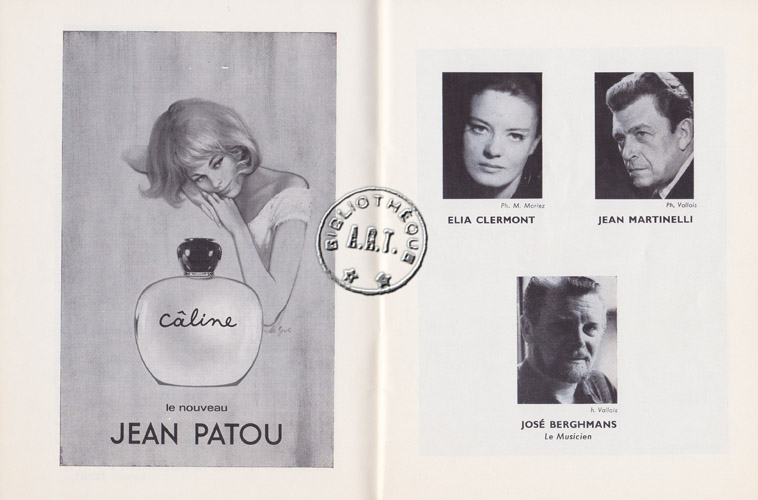 câline
le nouveau
JEAN PATOU
BIBLIOTHÈQUE
A.R.T.
Ph. M. Moriez
ELIA CLERMONT
Ph. Vallois
JEAN MARTINELLI
h. Vallois
JOSÉ BERGHMANS
Le Musicien